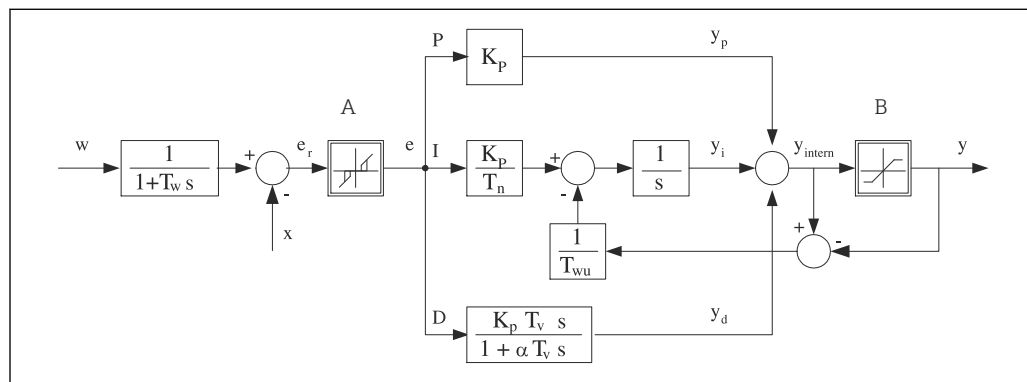 P
y_p
K_P
A
B
w
1
1+T_w s
+
-
e_r
x
e
I
K_P
T_n
+
-
1
s
y_i
y_intern
y
1
T_wu
+
-
D
K_p T_v s
1 + α T_v s
y_d